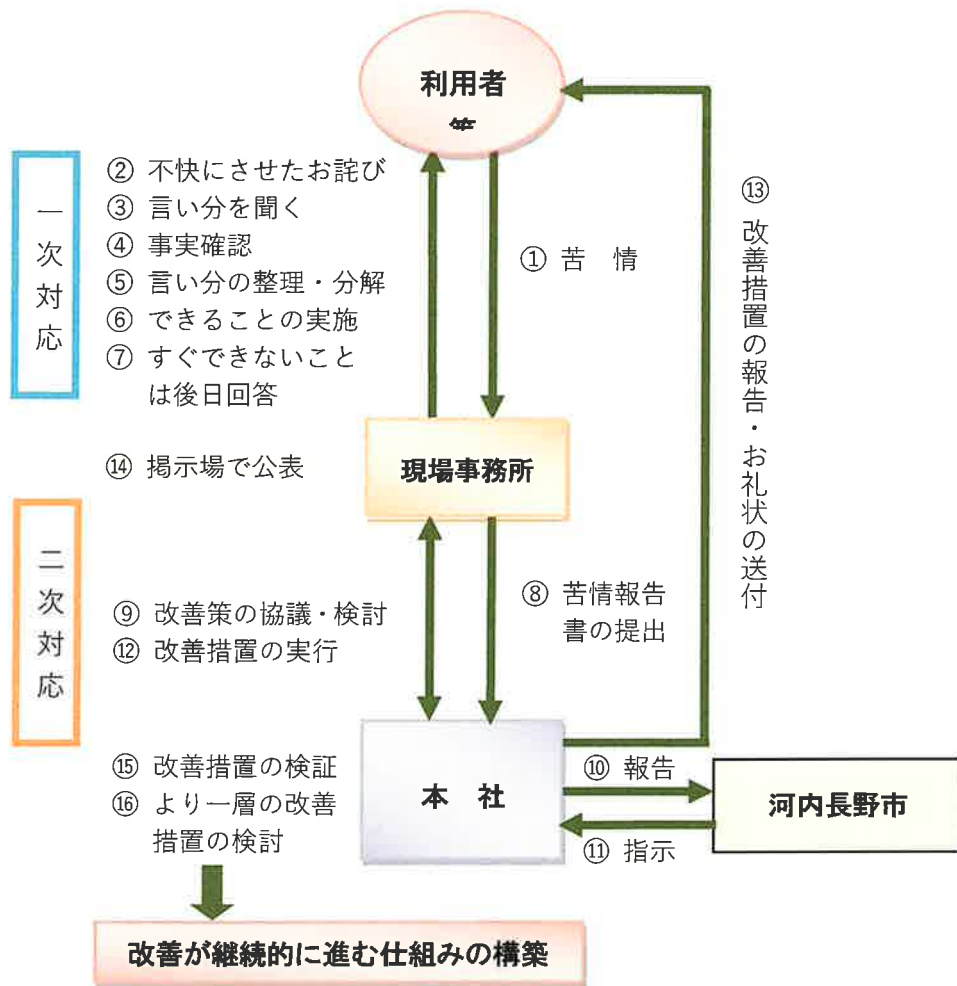 利用者
等
一次対応
② 不快にさせたお詫び
③ 言い分を聞く
④ 事実確認
⑤ 言い分の整理・分解
⑥ できることの実施
⑦ すぐできないこと
は後日回答
① 苦　情
⑬ 改善措置の報告・お礼状の送付
⑭ 掲示場で公表
現場事務所
二次対応
⑨ 改善策の協議・検討
⑫ 改善措置の実行
⑧ 苦情報告
書の提出
⑮ 改善措置の検証
⑯ より一層の改善
措置の検討
本　社
⑩ 報告
⑪ 指示
河内長野市
改善が継続的に進む仕組みの構築